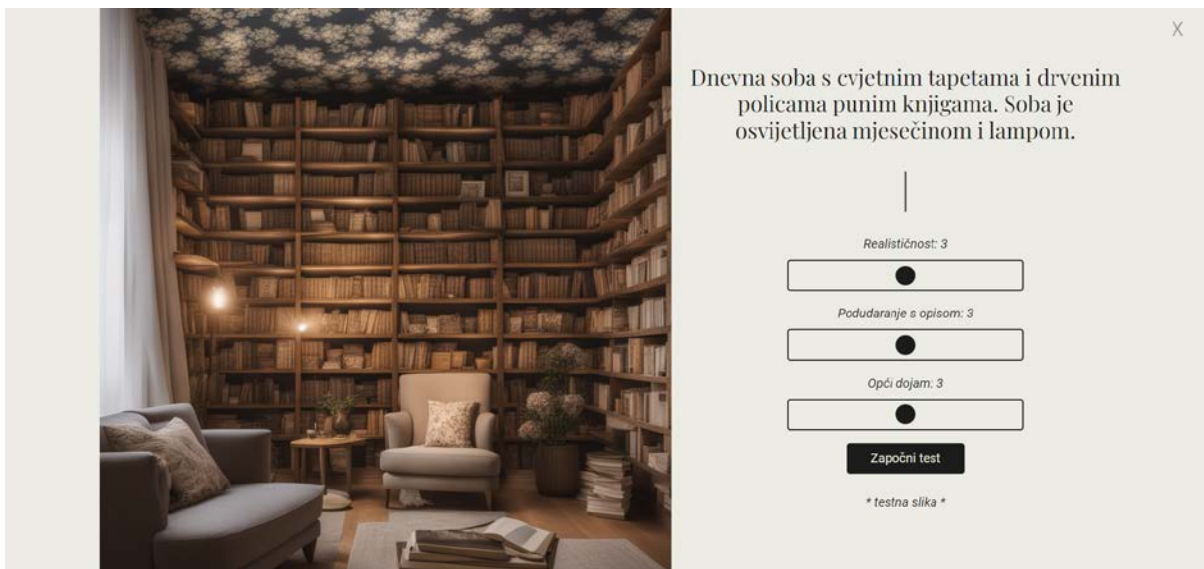 X
Dnevna soba s cvjetnim tapetama i drvenim
policama punim knjigama. Soba je
osvijetljena mjesečinom i lampom.
Realističnost: 3
Podudaranje s opisom: 3
Opći dojam: 3
Započni test
* testna slika *